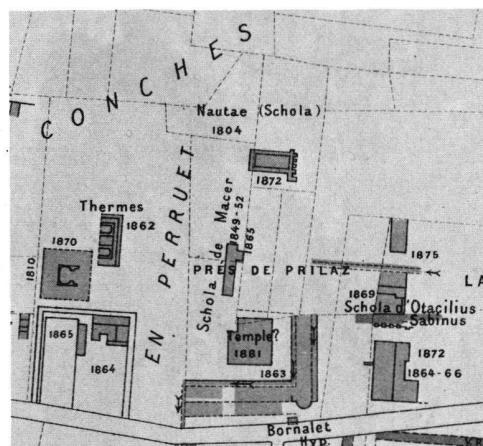 CONCHES
Nautae (Schola)
1804
1872
Thermes
1862
1870
1810
EN PERRUET
Schola de Macer
1849-52
1865
PRÉS DE PRILAZ
1875
LA
1869
Schola d'Otacilius
Sabinus
Temple?
1881
1863
1865
1864
1872
1864-66
Bornalet
Hyp.